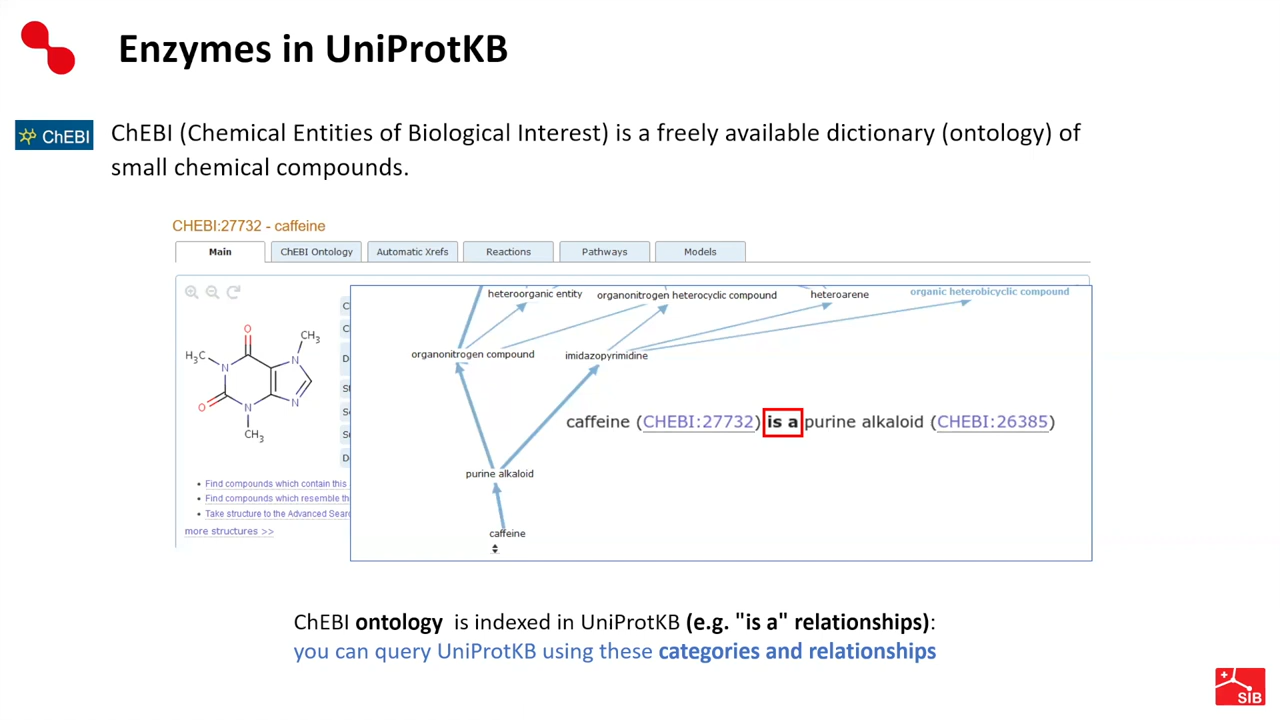 Enzymes in UniProtKB
ChEBI
ChEBI (Chemical Entities of Biological Interest) is a freely available dictionary (ontology) of
small chemical compounds.
CHEBI:27732 - caffeine
Main
ChEBI Ontology
Automatic Xrefs
Reactions
Pathways
Models
O
CH3
H3C
N
N
O
N
N
CH3
Find compounds which contain this
Find compounds which resemble th
Take structure to the Advanced Sear
more structures >>
heteroorganic entity
organonitrogen heterocyclic compound
heteroarene
organic heterobicyclic compound
organonitrogen compound
imidazopyrimidine
caffeine (CHEBI:27732) is a purine alkaloid (CHEBI:26385)
purine alkaloid
caffeine
ChEBI ontology is indexed in UniProtKB (e.g. "is a" relationships):
you can query UniProtKB using these categories and relationships
SIB